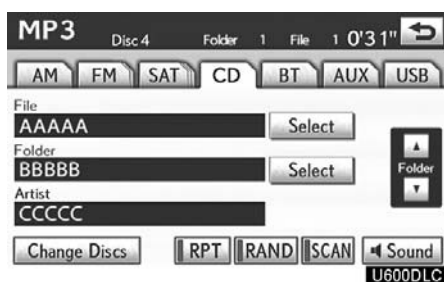 MP3 Disc 4 Folder 1 File 1 0'31"
AM FM SAT CD BT AUX USB
File
AAAAA Select
Folder
BBBBB Select Folder
Artist
CCCCC
Change Discs RPT RAND SCAN Sound
U600DLC